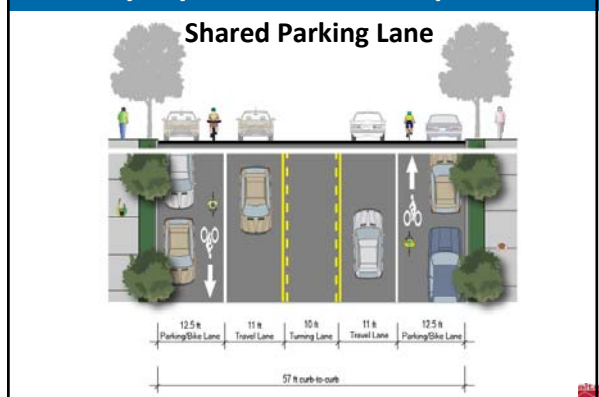 Shared Parking Lane
12.5 ft 11 ft 10 ft 11 ft 12.5 ft
Parking/Bike Lane Travel Lane Turning Lane Travel Lane Parking/Bike Lane
57 ft curb-to-curb